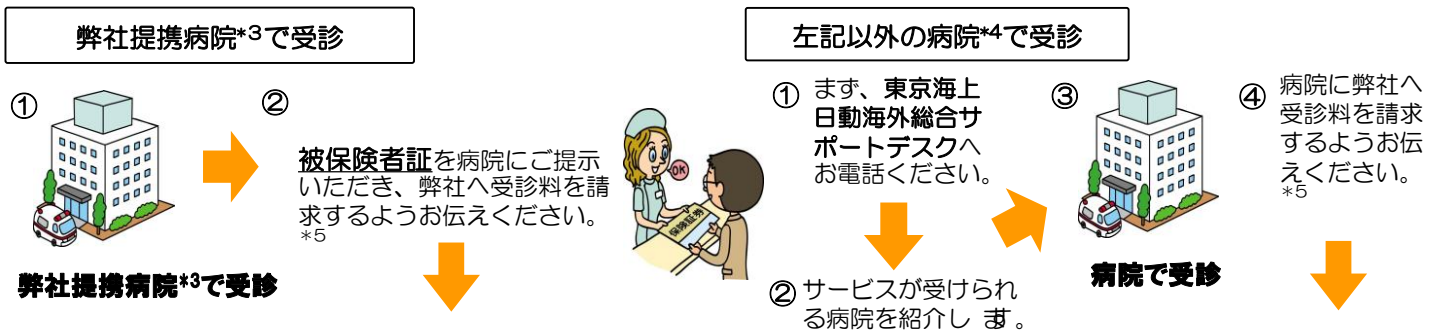 弊社提携病院*3で受診
①
②
被保険者証を病院にご提示
いただき、弊社へ受診料を請
求するようお伝えください。
*5
弊社提携病院*3で受診
OK
保険証券
左記以外の病院*4で受診
① まず、東京海上
日動海外総合サ
ポートデスクへ
お電話ください。
② サービスが受けられ
る病院を紹介し ます。
③
病院で受診
④ 病院に弊社へ
受診料を請求
するようお伝
えください。
*5